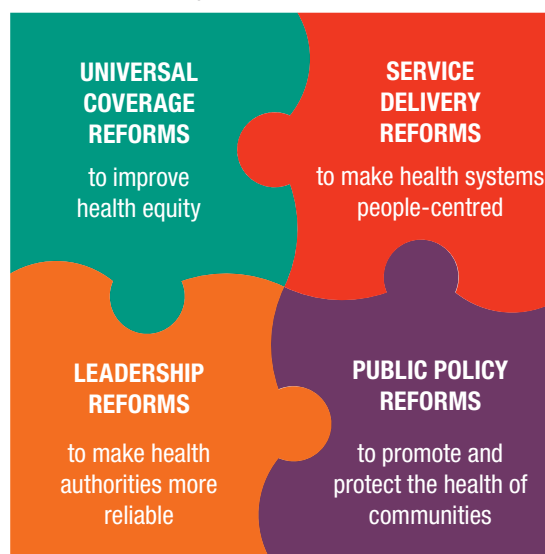 UNIVERSAL
COVERAGE
REFORMS
to improve
health equity
SERVICE
DELIVERY
REFORMS
to make health systems
people-centred
LEADERSHIP
REFORMS
to make health
authorities more
reliable
PUBLIC POLICY
REFORMS
to promote and
protect the health of
communities